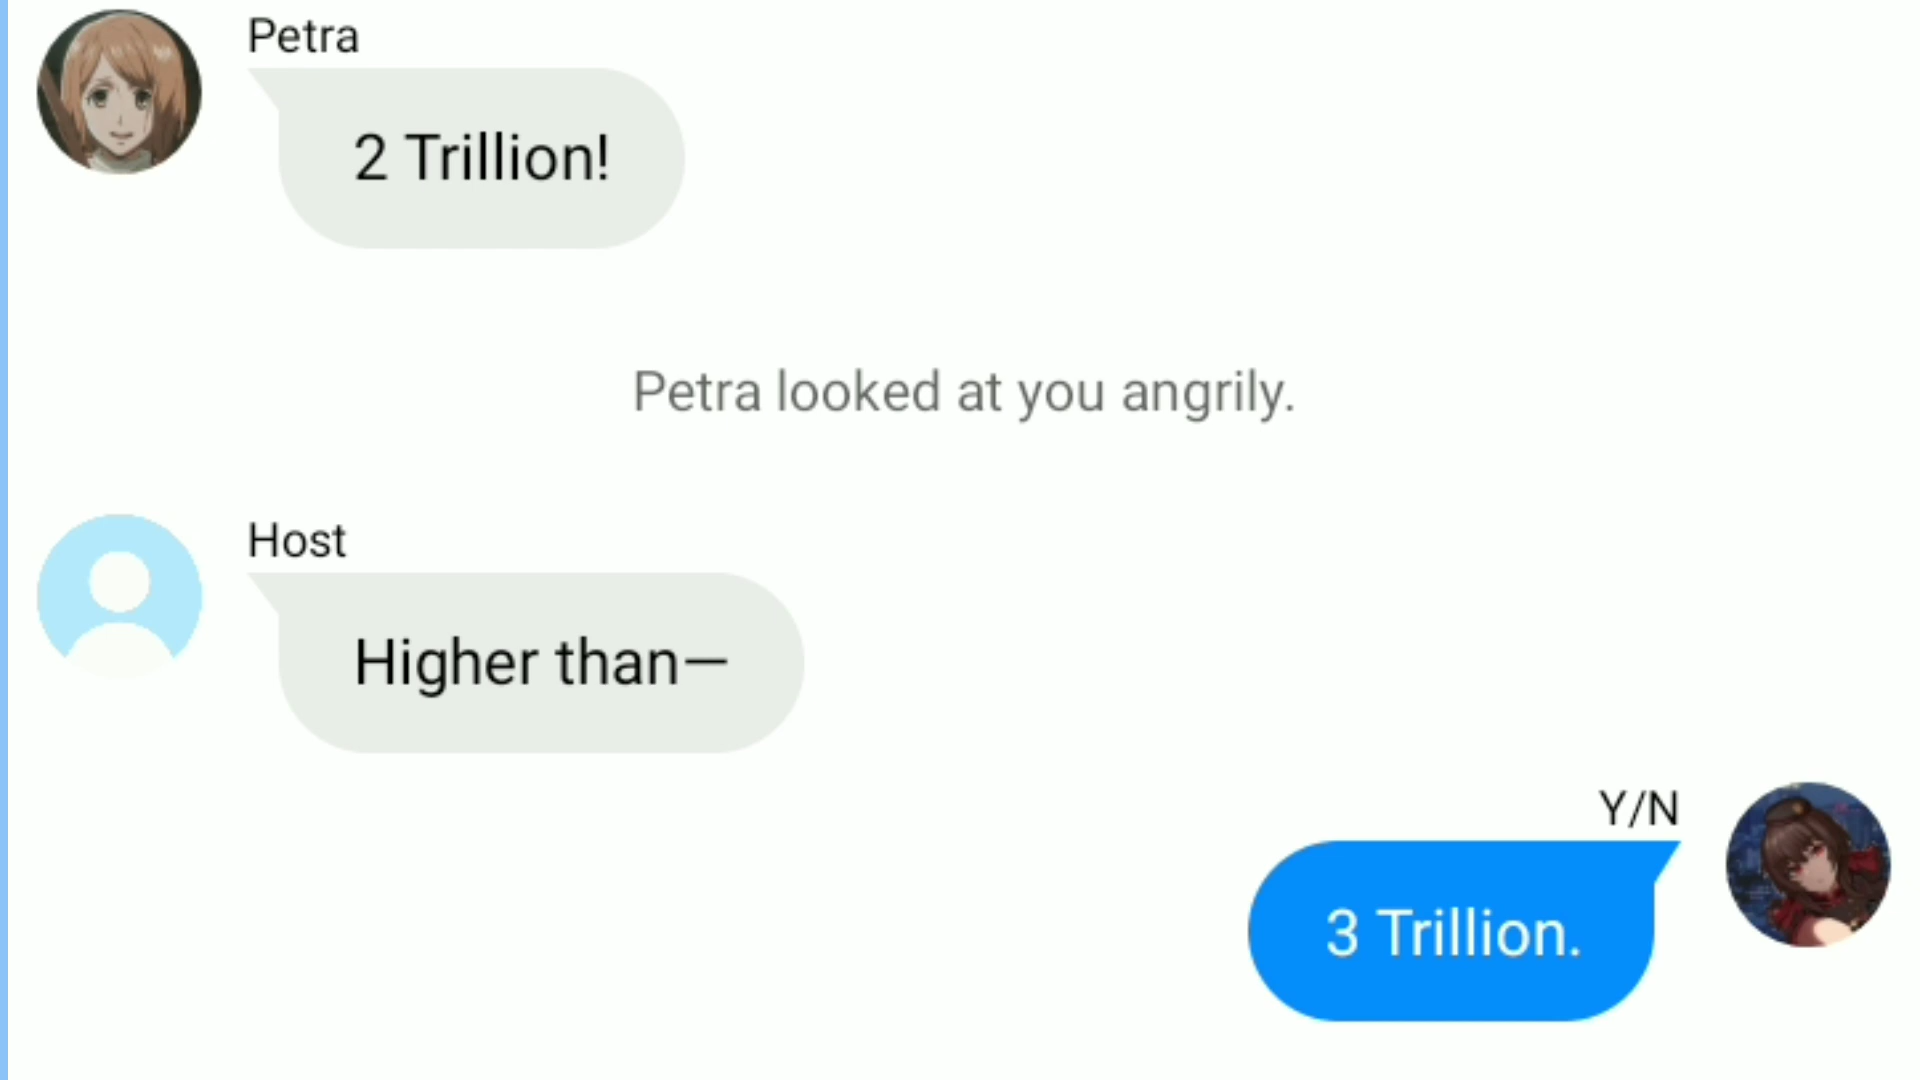 Petra
2 Trillion!
Petra looked at you angrily.
Host
Higher than—
Y/N
3 Trillion.